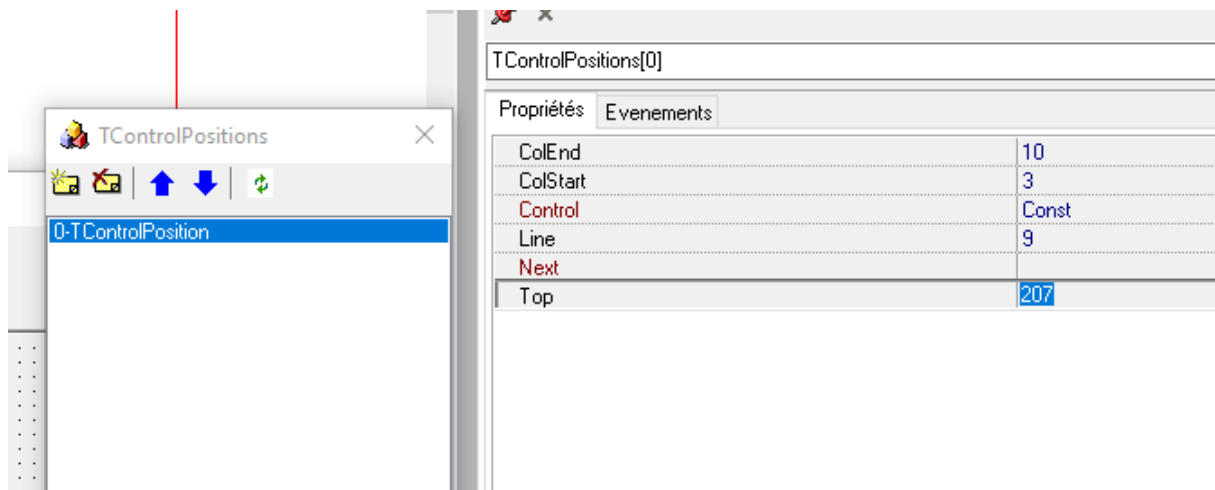 TControlPositions[0]
Propriétés Evenements
TControlPositions
0-TControlPosition
ColEnd 10
ColStart 3
Control Const
Line 9
Next
Top 207